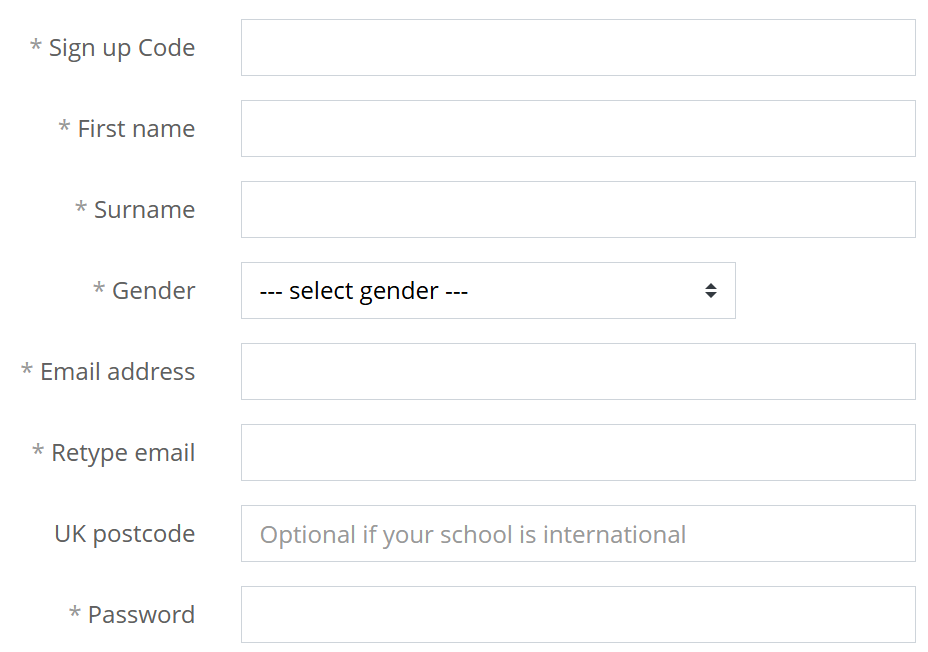 * Sign up Code
* First name
* Surname
* Gender --- select gender ---
* Email address
* Retype email
UK postcode Optional if your school is international
* Password